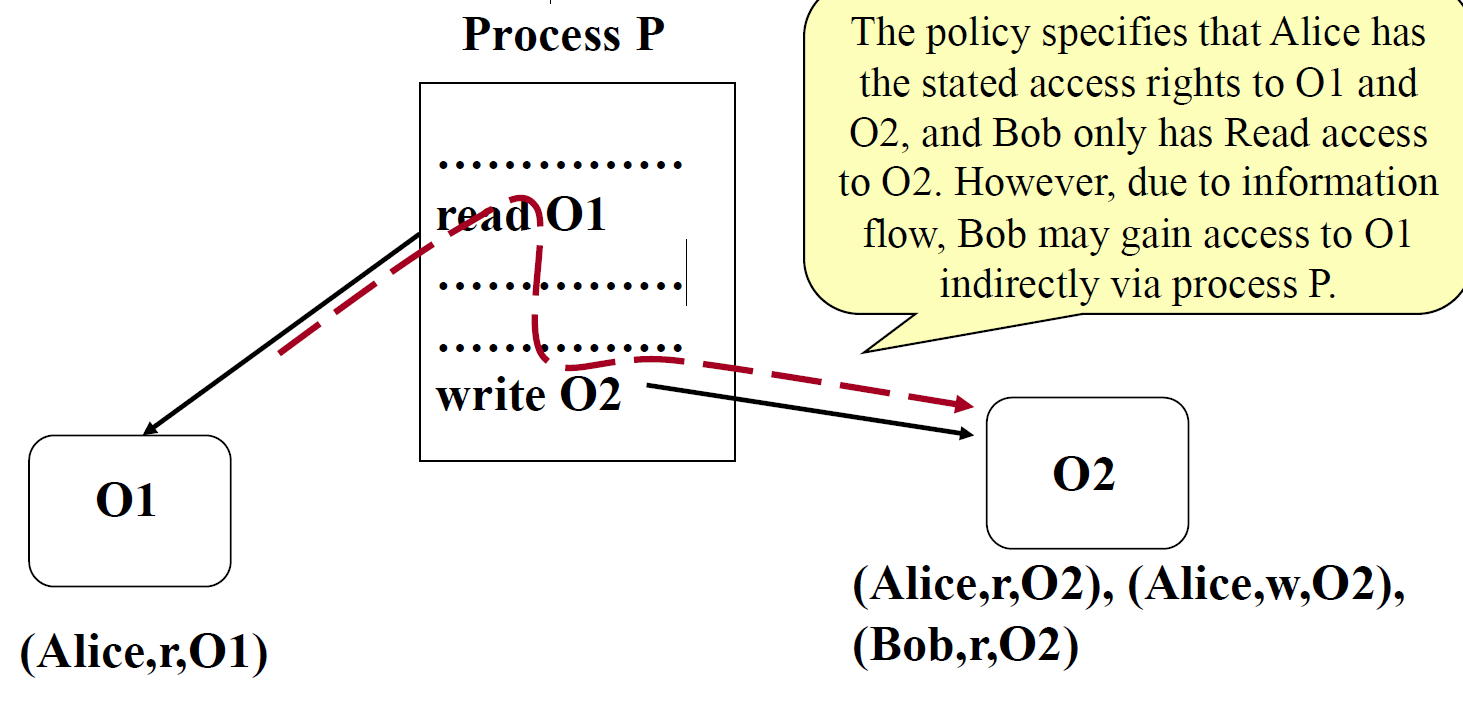 Process P
The policy specifies that Alice has
the stated access rights to O1 and
O2, and Bob only has Read access
to O2. However, due to information
flow, Bob may gain access to O1
indirectly via process P.
...............
read O1
...............
...............
write O2
O1
O2
(Alice,r,O1)
(Alice,r,O2), (Alice,w,O2),
(Bob,r,O2)